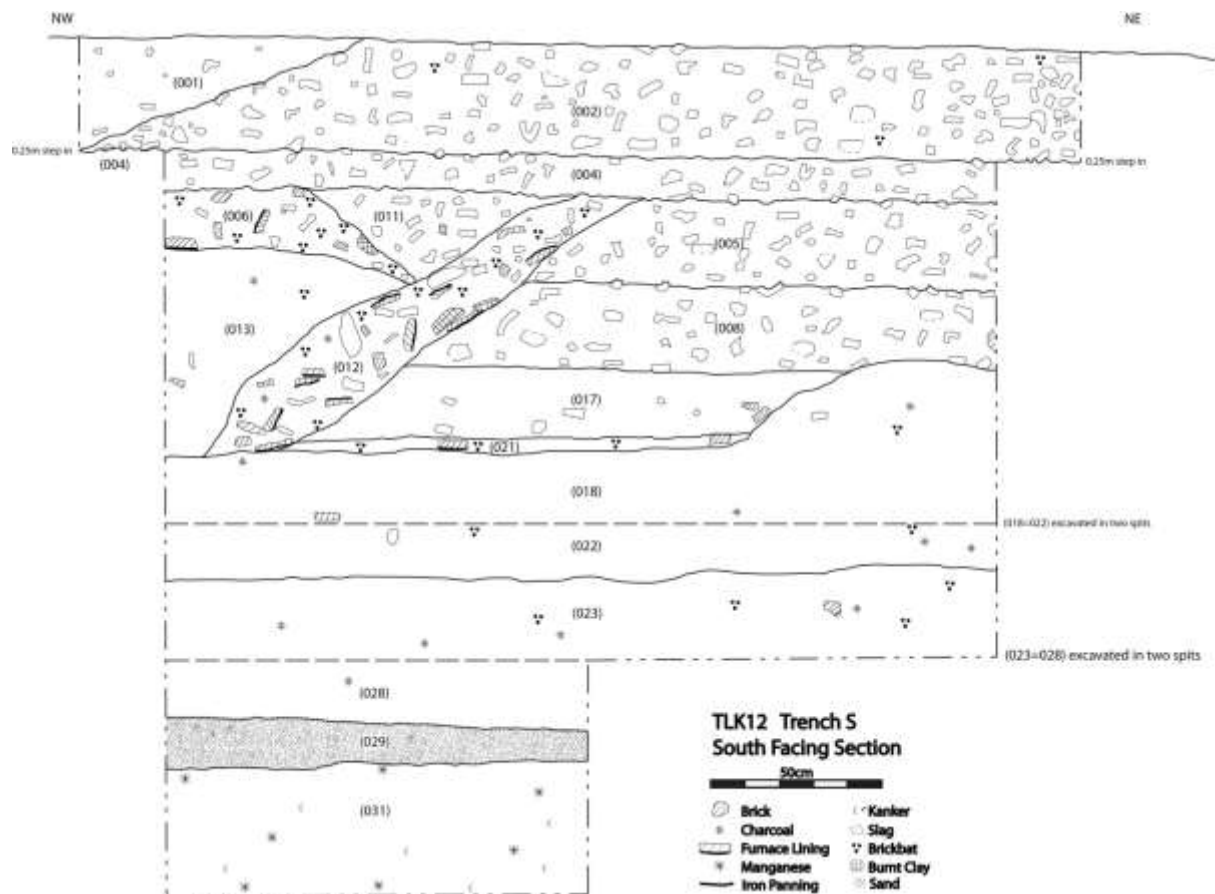 NW NE
(001)
(002)
0.25m step in
(004)
0.25m step in
(004)
(006)
(011)
(005)
(013)
(008)
(012)
(017)
(021)
(018)
(018=022) excavated in two spits
(022)
(023)
(023=028) excavated in two spits
(028)
(029)
(031)
TLK12 Trench S
South Facing Section
50cm
Brick Kanker
Charcoal Slag
Furnace Lining Brickbat
Manganese Burnt Clay
Iron Panning Sand